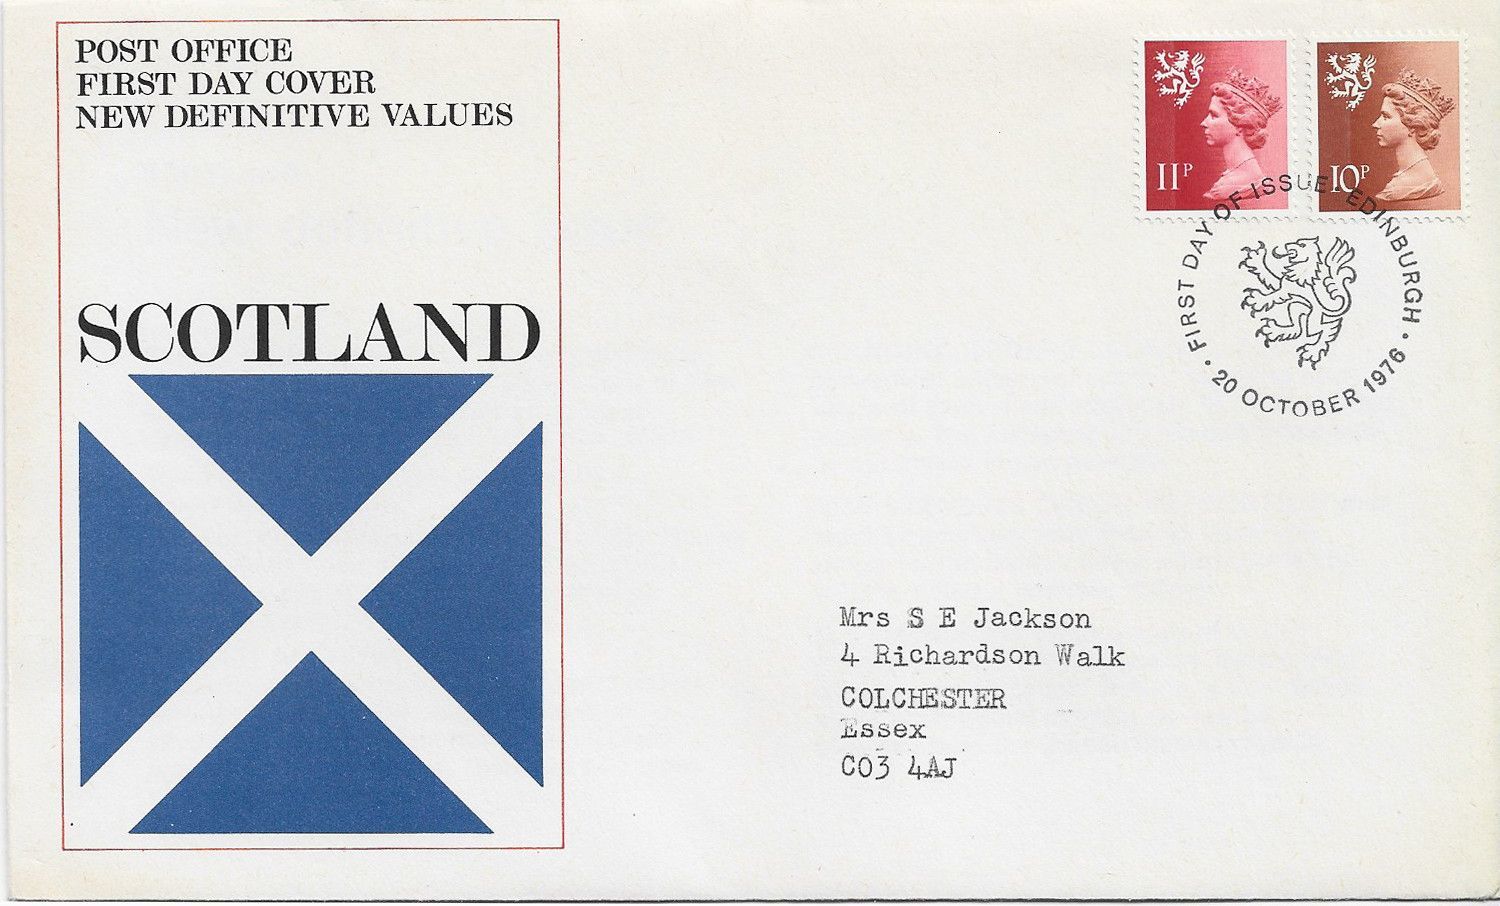 POST OFFICE
FIRST DAY COVER
NEW DEFINITIVE VALUES
SCOTLAND
11P
10P
FIRST DAY OF ISSUE · EDINBURGH ·
· 20 OCTOBER 1976 ·
Mrs S E Jackson
4 Richardson Walk
COLCHESTER
Essex
CO3 4AJ